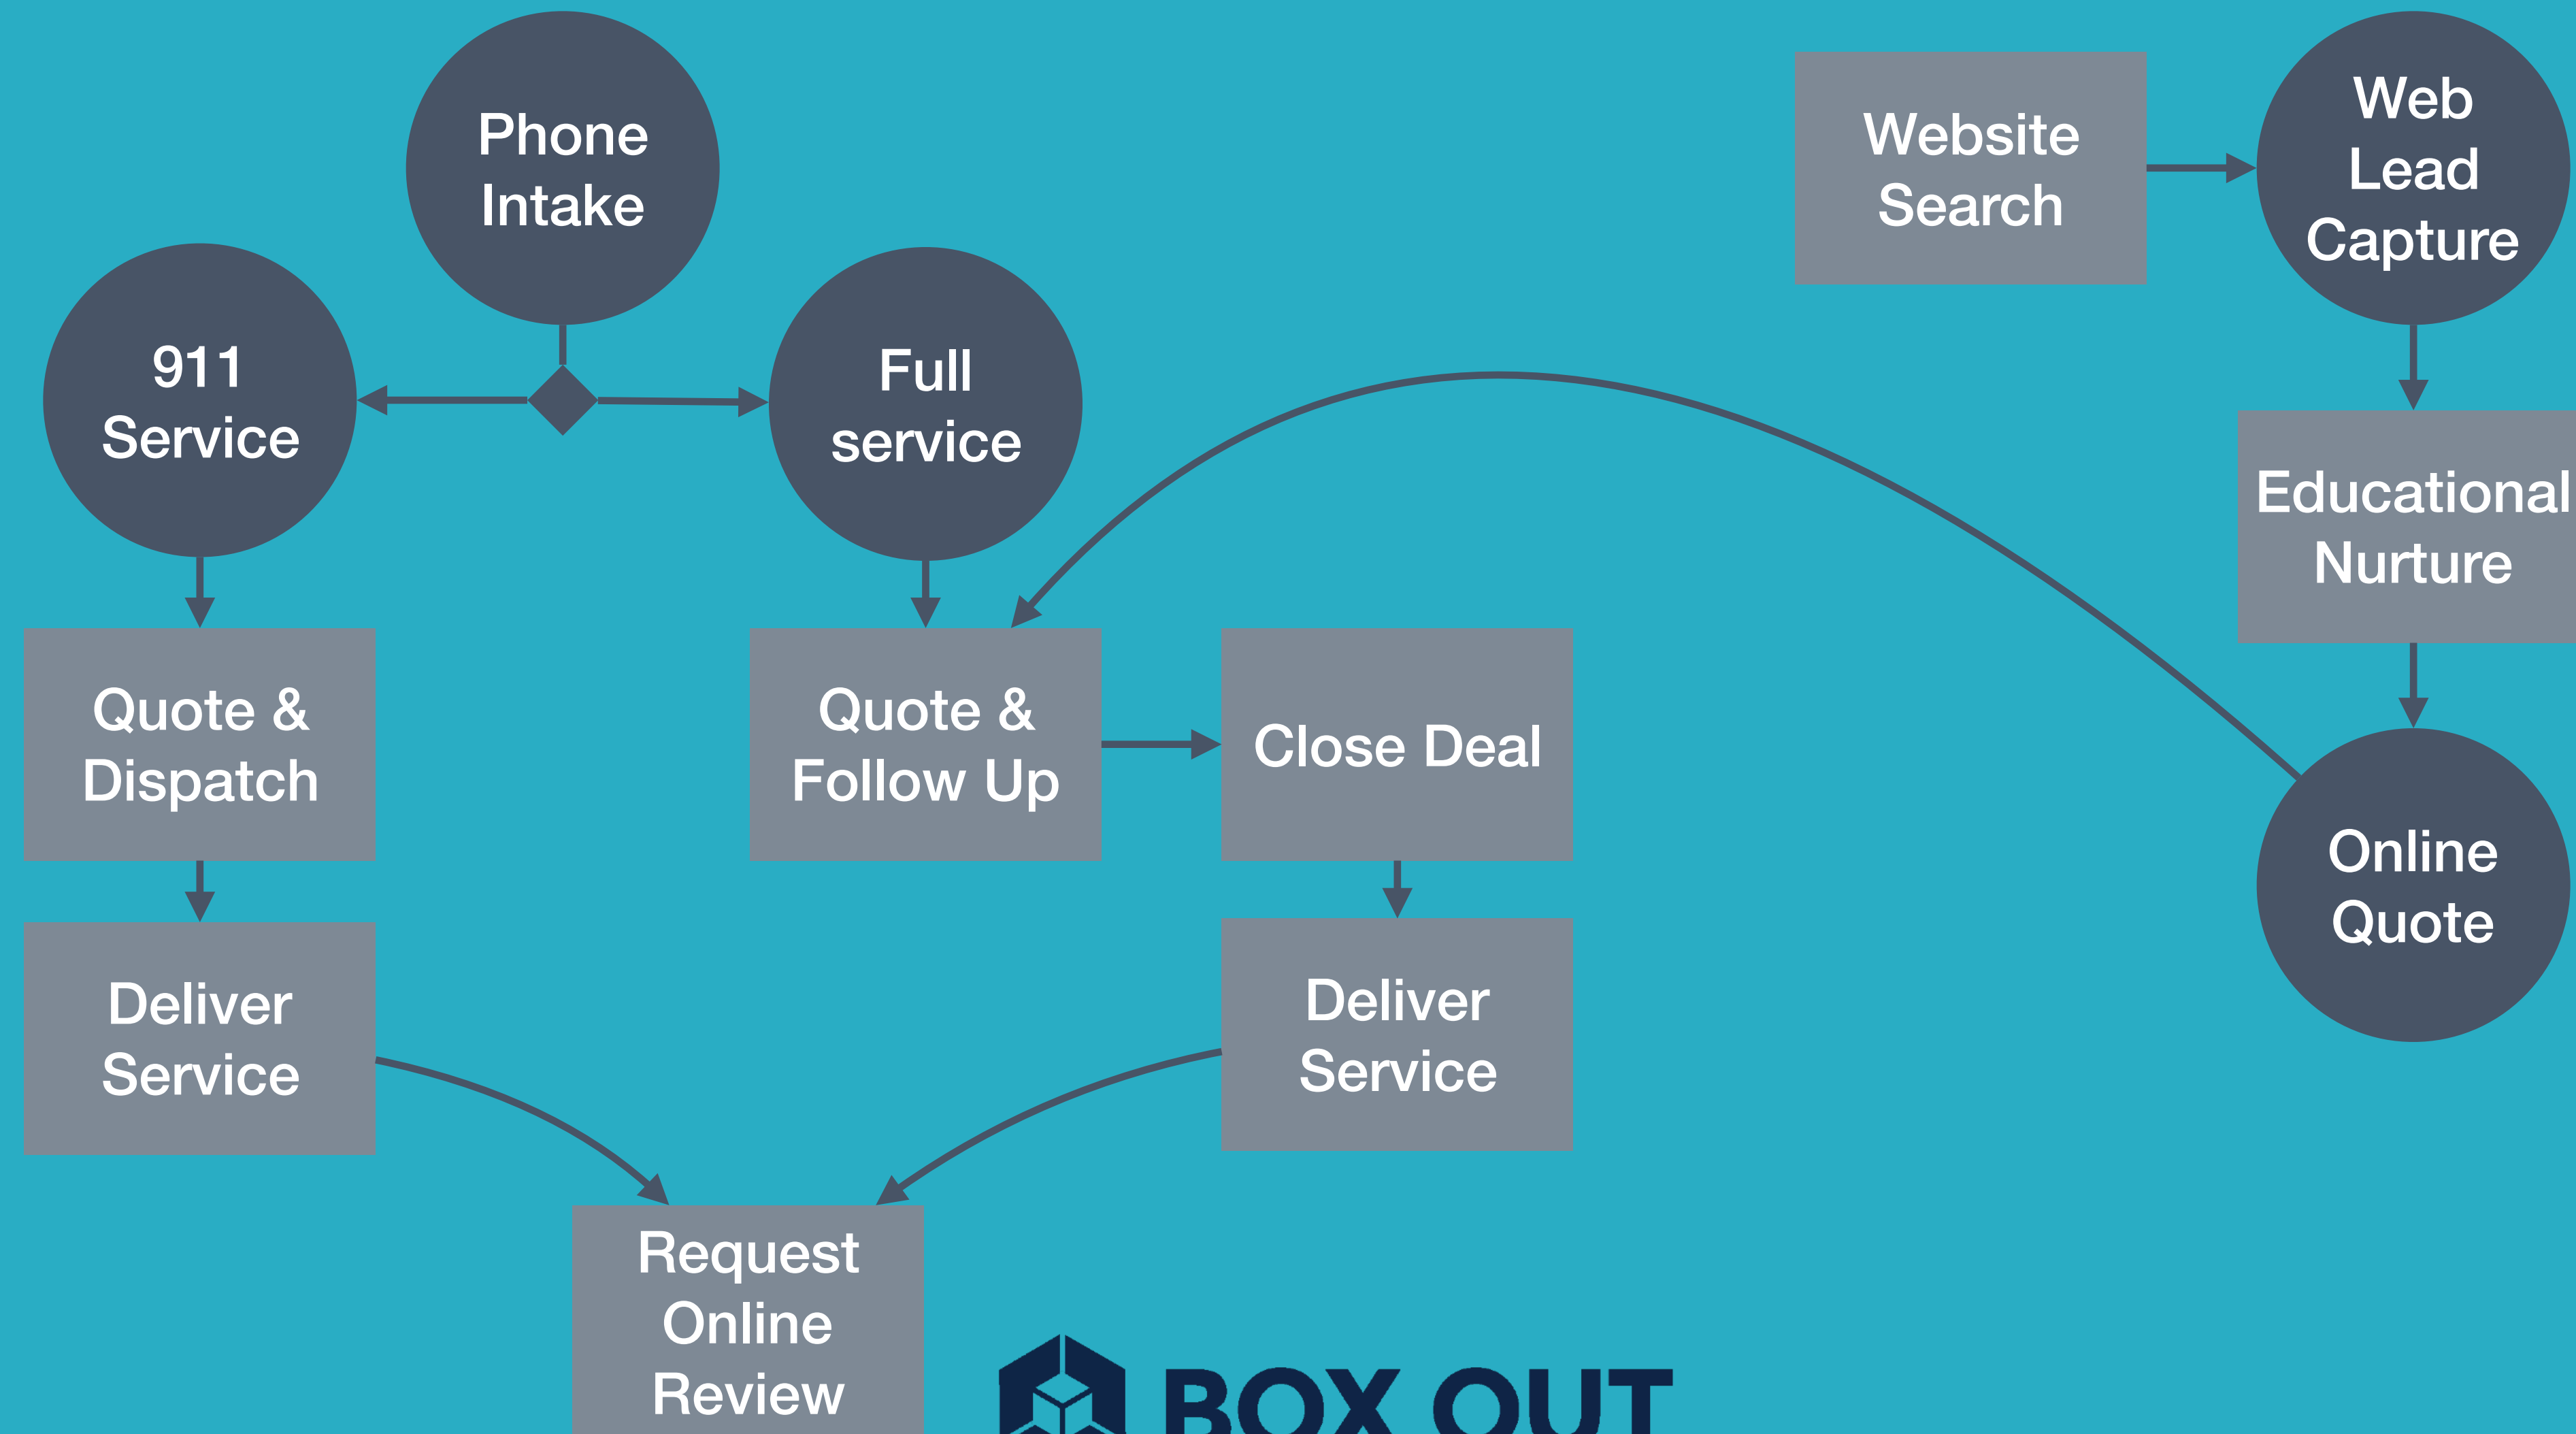 Phone
Intake
Website
Search
Web
Lead
Capture
911
Service
Full
service
Educational
Nurture
Quote &
Dispatch
Quote &
Follow Up
Close Deal
Online
Quote
Deliver
Service
Deliver
Service
Request
Online
Review
BOX OUT